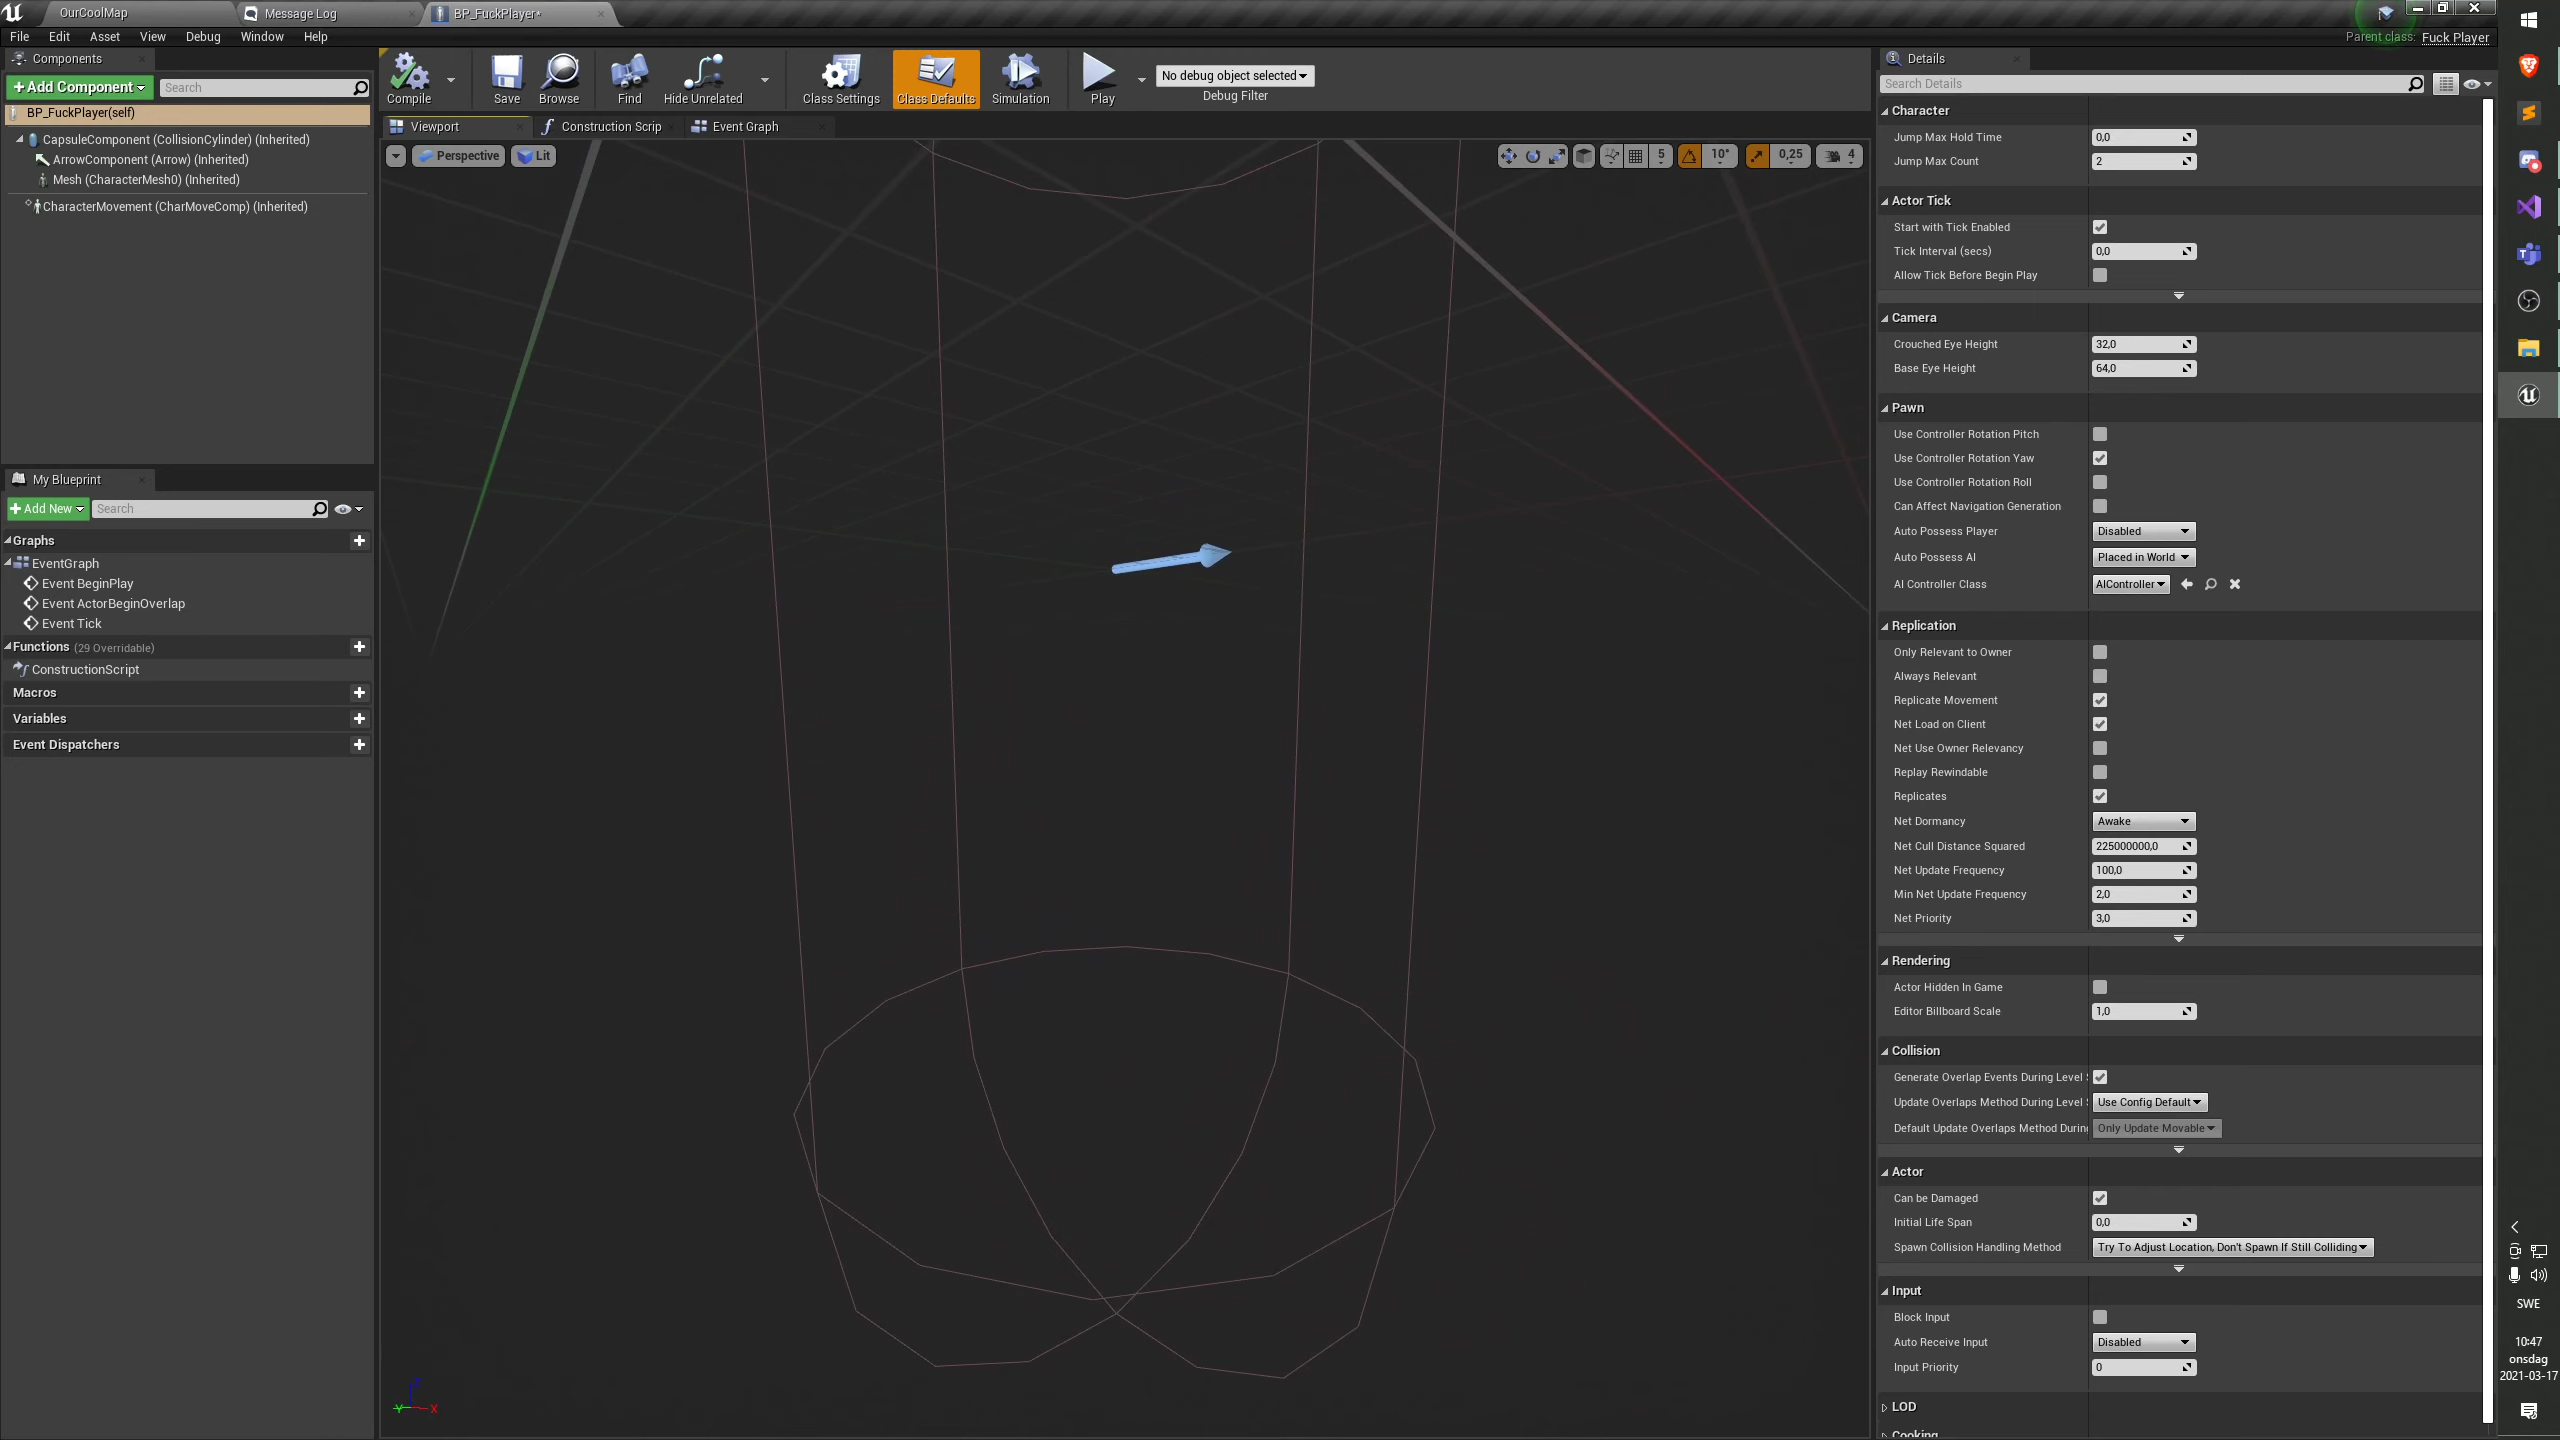 OurCoolMap
Message Log
BP_FuckPlayer*
File Edit Asset View Debug Window Help
Parent class: Fuck Player
Components
+Add Component
Search
BP_FuckPlayer(self)
CapsuleComponent (CollisionCylinder) (Inherited)
ArrowComponent (Arrow) (Inherited)
Mesh (CharacterMesh0) (Inherited)
CharacterMovement (CharMoveComp) (Inherited)
My Blueprint
+Add New
Search
Graphs
EventGraph
Event BeginPlay
Event ActorBeginOverlap
Event Tick
Functions (29 Overridable)
ConstructionScript
Macros
Variables
Event Dispatchers
Compile
Save
Browse
Find
Hide Unrelated
Class Settings
Class Defaults
Simulation
Play
No debug object selected
Debug Filter
Viewport
Construction Scrip
Event Graph
Perspective
Lit
5
10°
0,25
4
Z
Y
X
Details
Search Details
Character
Jump Max Hold Time 0,0
Jump Max Count 2
Actor Tick
Start with Tick Enabled
Tick Interval (secs) 0,0
Allow Tick Before Begin Play
Camera
Crouched Eye Height 32,0
Base Eye Height 64,0
Pawn
Use Controller Rotation Pitch
Use Controller Rotation Yaw
Use Controller Rotation Roll
Can Affect Navigation Generation
Auto Possess Player Disabled
Auto Possess AI Placed in World
AI Controller Class AIController
Replication
Only Relevant to Owner
Always Relevant
Replicate Movement
Net Load on Client
Net Use Owner Relevancy
Replay Rewindable
Replicates
Net Dormancy Awake
Net Cull Distance Squared 225000000,0
Net Update Frequency 100,0
Min Net Update Frequency 2,0
Net Priority 3,0
Rendering
Actor Hidden In Game
Editor Billboard Scale 1,0
Collision
Generate Overlap Events During Level
Update Overlaps Method During Level Use Config Default
Default Update Overlaps Method During Only Update Movable
Actor
Can be Damaged
Initial Life Span 0,0
Spawn Collision Handling Method Try To Adjust Location, Don't Spawn If Still Colliding
Input
Block Input
Auto Receive Input Disabled
Input Priority 0
LOD
Cooking
SWE
10:47
onsdag
2021-03-17